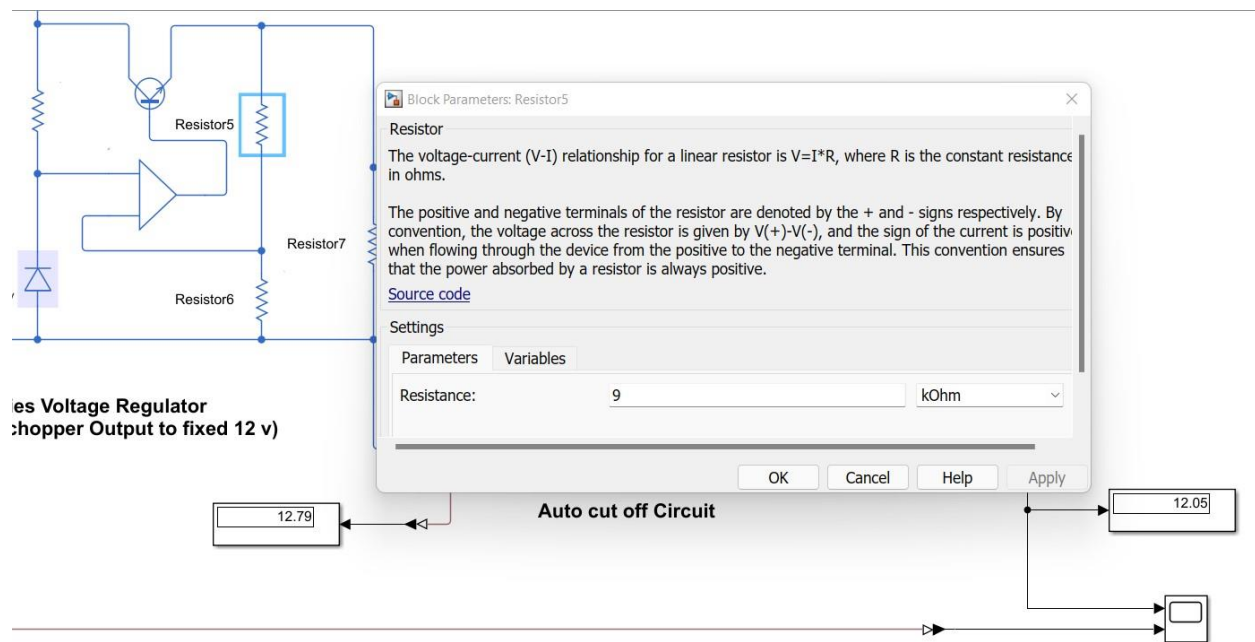 Resistor5
Resistor7
Resistor6
ies Voltage Regulator
chopper Output to fixed 12 v)
Block Parameters: Resistor5
Resistor
The voltage-current (V-I) relationship for a linear resistor is V=I*R, where R is the constant resistance
in ohms.
The positive and negative terminals of the resistor are denoted by the + and - signs respectively. By
convention, the voltage across the resistor is given by V(+)-V(-), and the sign of the current is positiv
when flowing through the device from the positive to the negative terminal. This convention ensures
that the power absorbed by a resistor is always positive.
Source code
Settings
Parameters Variables
Resistance: 9 kOhm
OK Cancel Help Apply
12.79
Auto cut off Circuit
12.05